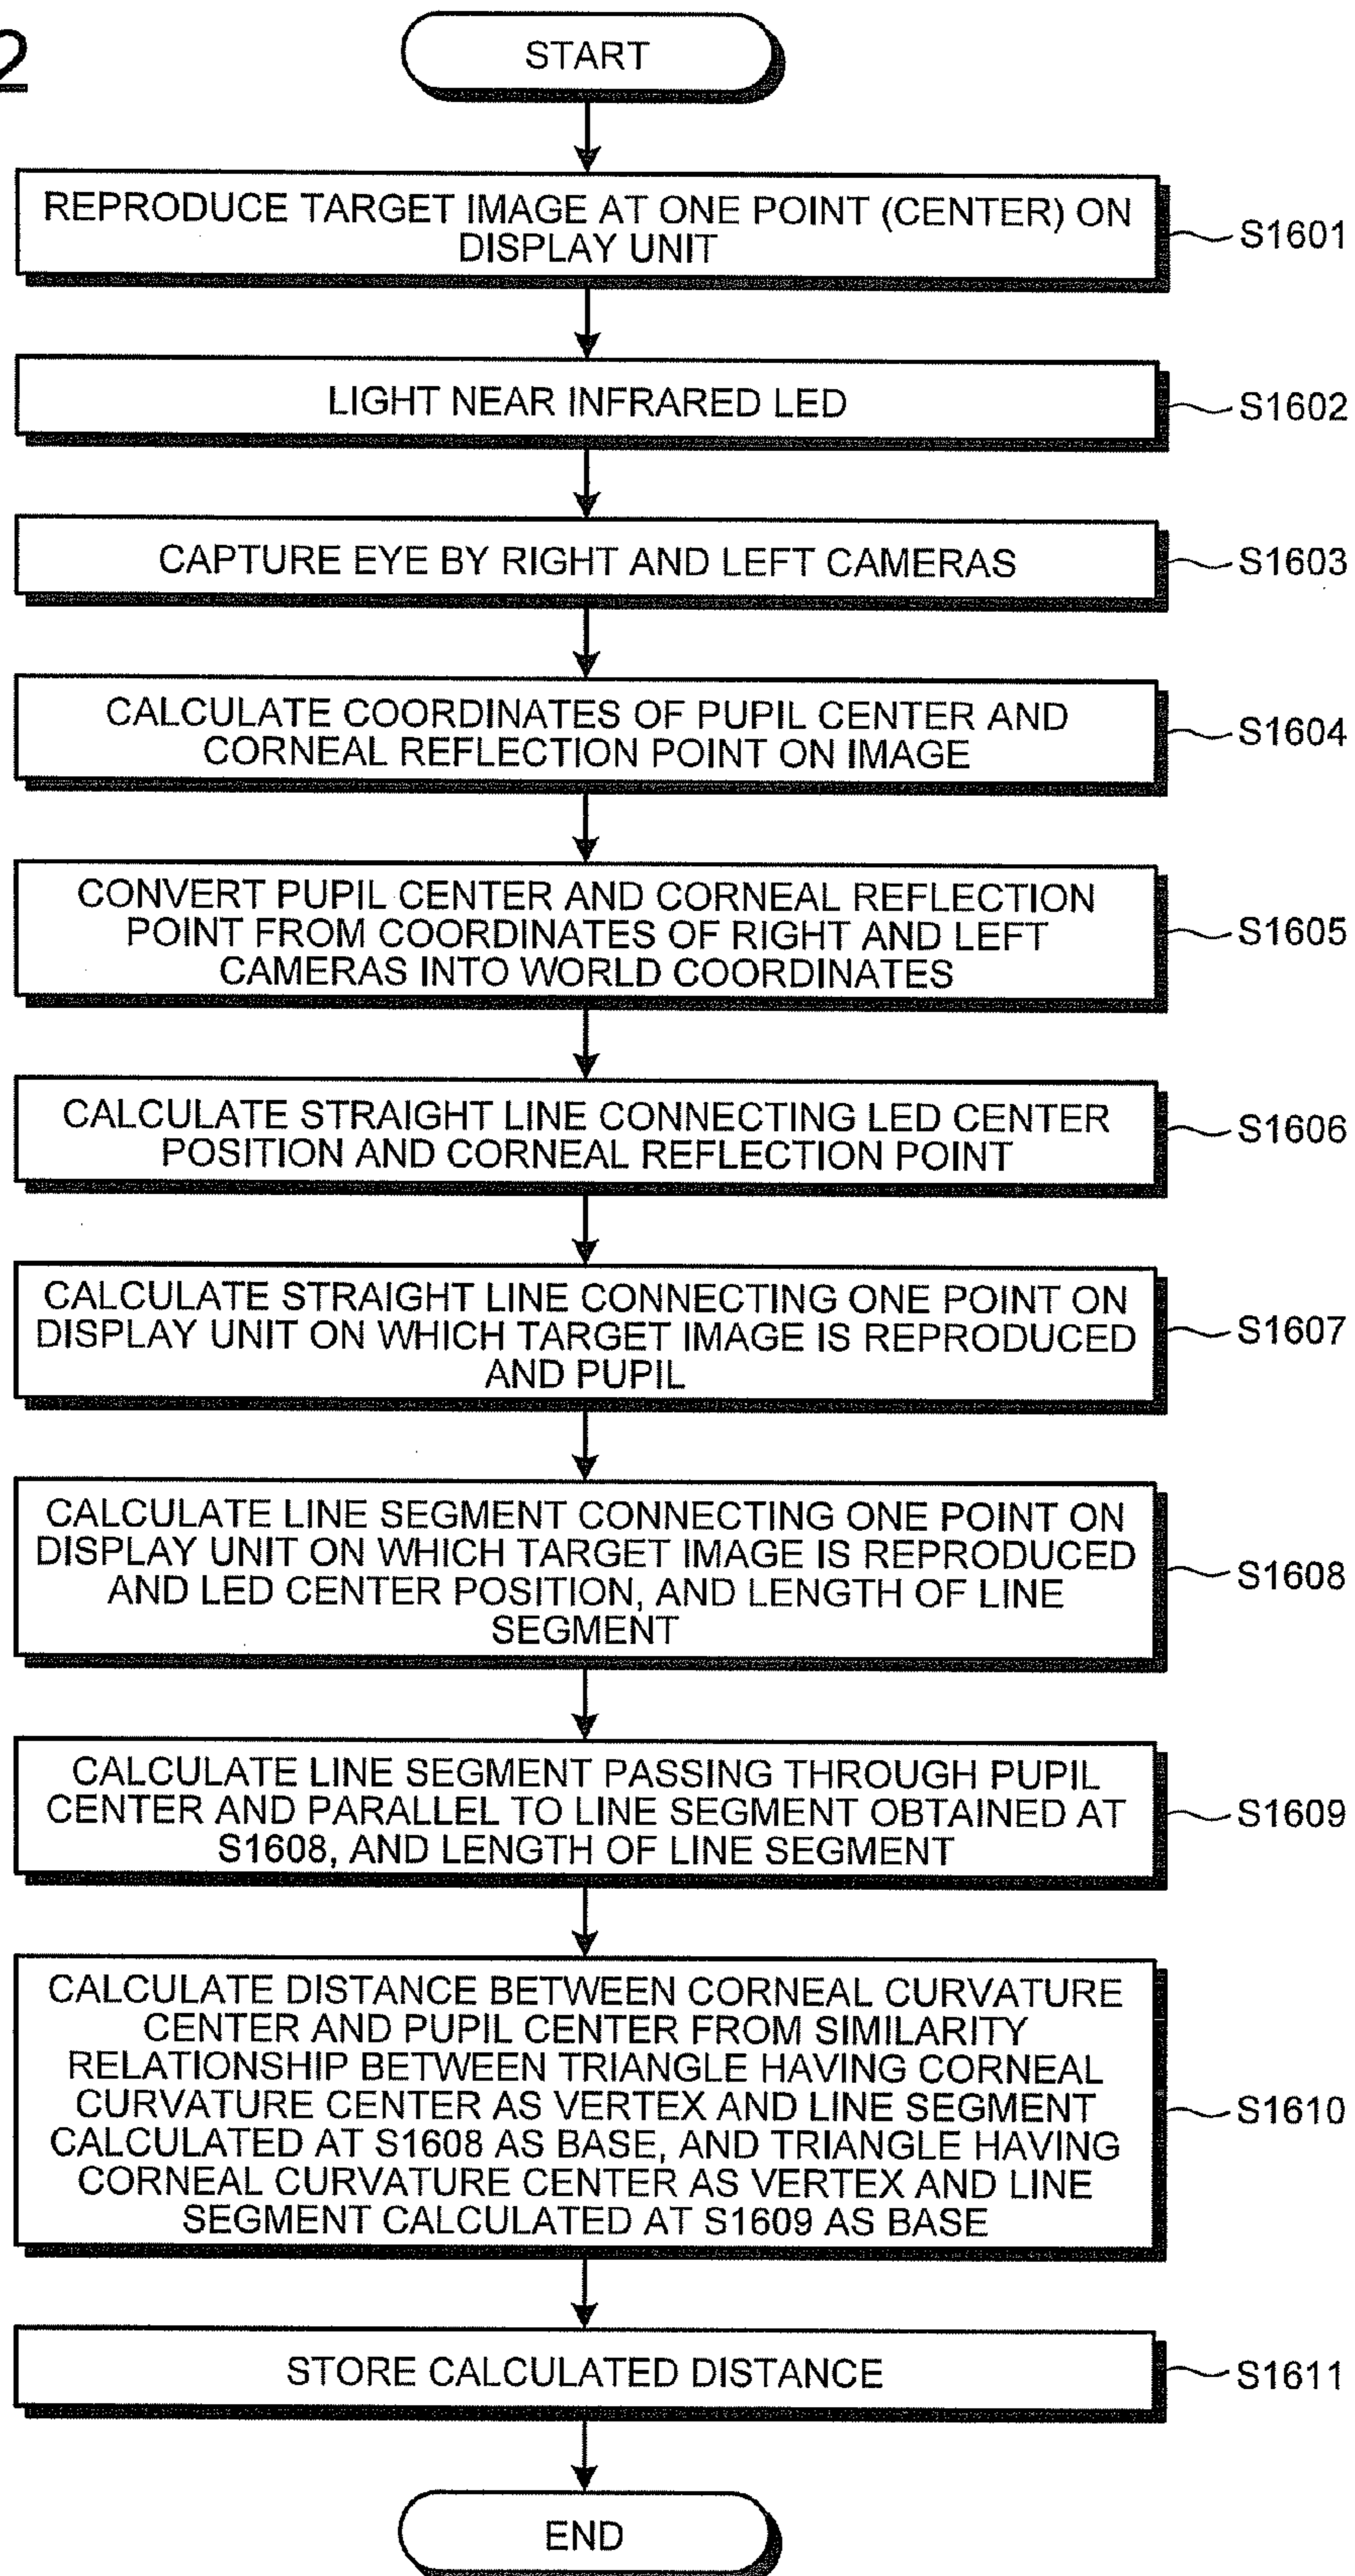 2
START
REPRODUCE TARGET IMAGE AT ONE POINT (CENTER) ON
DISPLAY UNIT
S1601
LIGHT NEAR INFRARED LED
S1602
CAPTURE EYE BY RIGHT AND LEFT CAMERAS
S1603
CALCULATE COORDINATES OF PUPIL CENTER AND
CORNEAL REFLECTION POINT ON IMAGE
S1604
CONVERT PUPIL CENTER AND CORNEAL REFLECTION
POINT FROM COORDINATES OF RIGHT AND LEFT
CAMERAS INTO WORLD COORDINATES
S1605
CALCULATE STRAIGHT LINE CONNECTING LED CENTER
POSITION AND CORNEAL REFLECTION POINT
S1606
CALCULATE STRAIGHT LINE CONNECTING ONE POINT ON
DISPLAY UNIT ON WHICH TARGET IMAGE IS REPRODUCED
AND PUPIL
S1607
CALCULATE LINE SEGMENT CONNECTING ONE POINT ON
DISPLAY UNIT ON WHICH TARGET IMAGE IS REPRODUCED
AND LED CENTER POSITION, AND LENGTH OF LINE
SEGMENT
S1608
CALCULATE LINE SEGMENT PASSING THROUGH PUPIL
CENTER AND PARALLEL TO LINE SEGMENT OBTAINED AT
S1608, AND LENGTH OF LINE SEGMENT
S1609
CALCULATE DISTANCE BETWEEN CORNEAL CURVATURE
CENTER AND PUPIL CENTER FROM SIMILARITY
RELATIONSHIP BETWEEN TRIANGLE HAVING CORNEAL
CURVATURE CENTER AS VERTEX AND LINE SEGMENT
CALCULATED AT S1608 AS BASE, AND TRIANGLE HAVING
CORNEAL CURVATURE CENTER AS VERTEX AND LINE
SEGMENT CALCULATED AT S1609 AS BASE
S1610
STORE CALCULATED DISTANCE
S1611
END